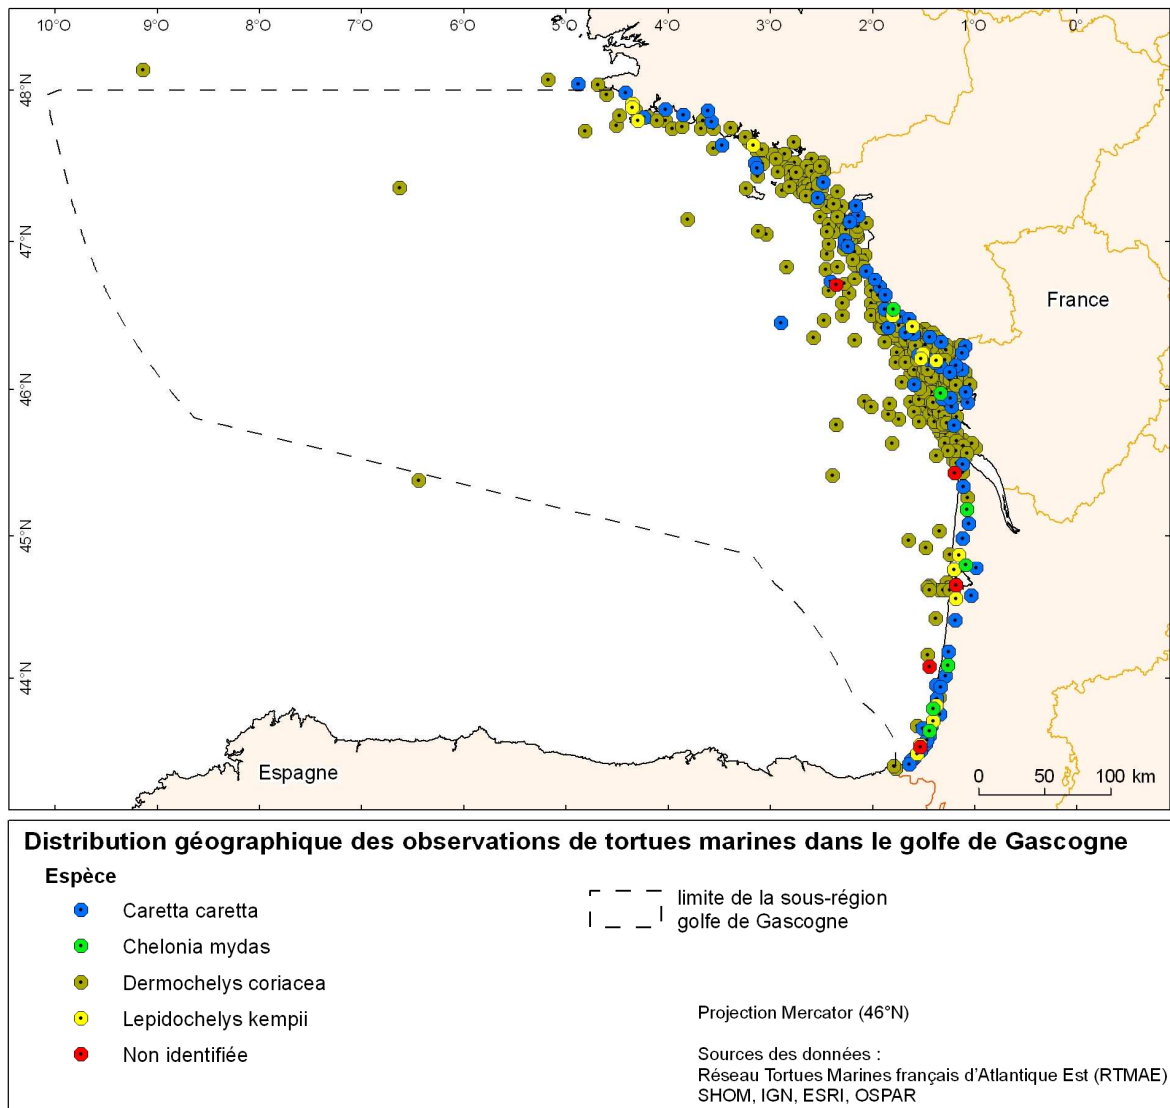 10°O 9°O 8°O 7°O 6°O 5°O 4°O 3°O 2°O 1°O 0°
48°N
47°N
France
46°N
45°N
44°N
Espagne
0 50 100 km
Distribution géographique des observations de tortues marines dans le golfe de Gascogne
Espèce
Caretta caretta
Chelonia mydas
Dermochelys coriacea
Lepidochelys kempii
Non identifiée
limite de la sous-région
golfe de Gascogne
Projection Mercator (46°N)
Sources des données :
Réseau Tortues Marines français d'Atlantique Est (RTMAE)
SHOM, IGN, ESRI, OSPAR